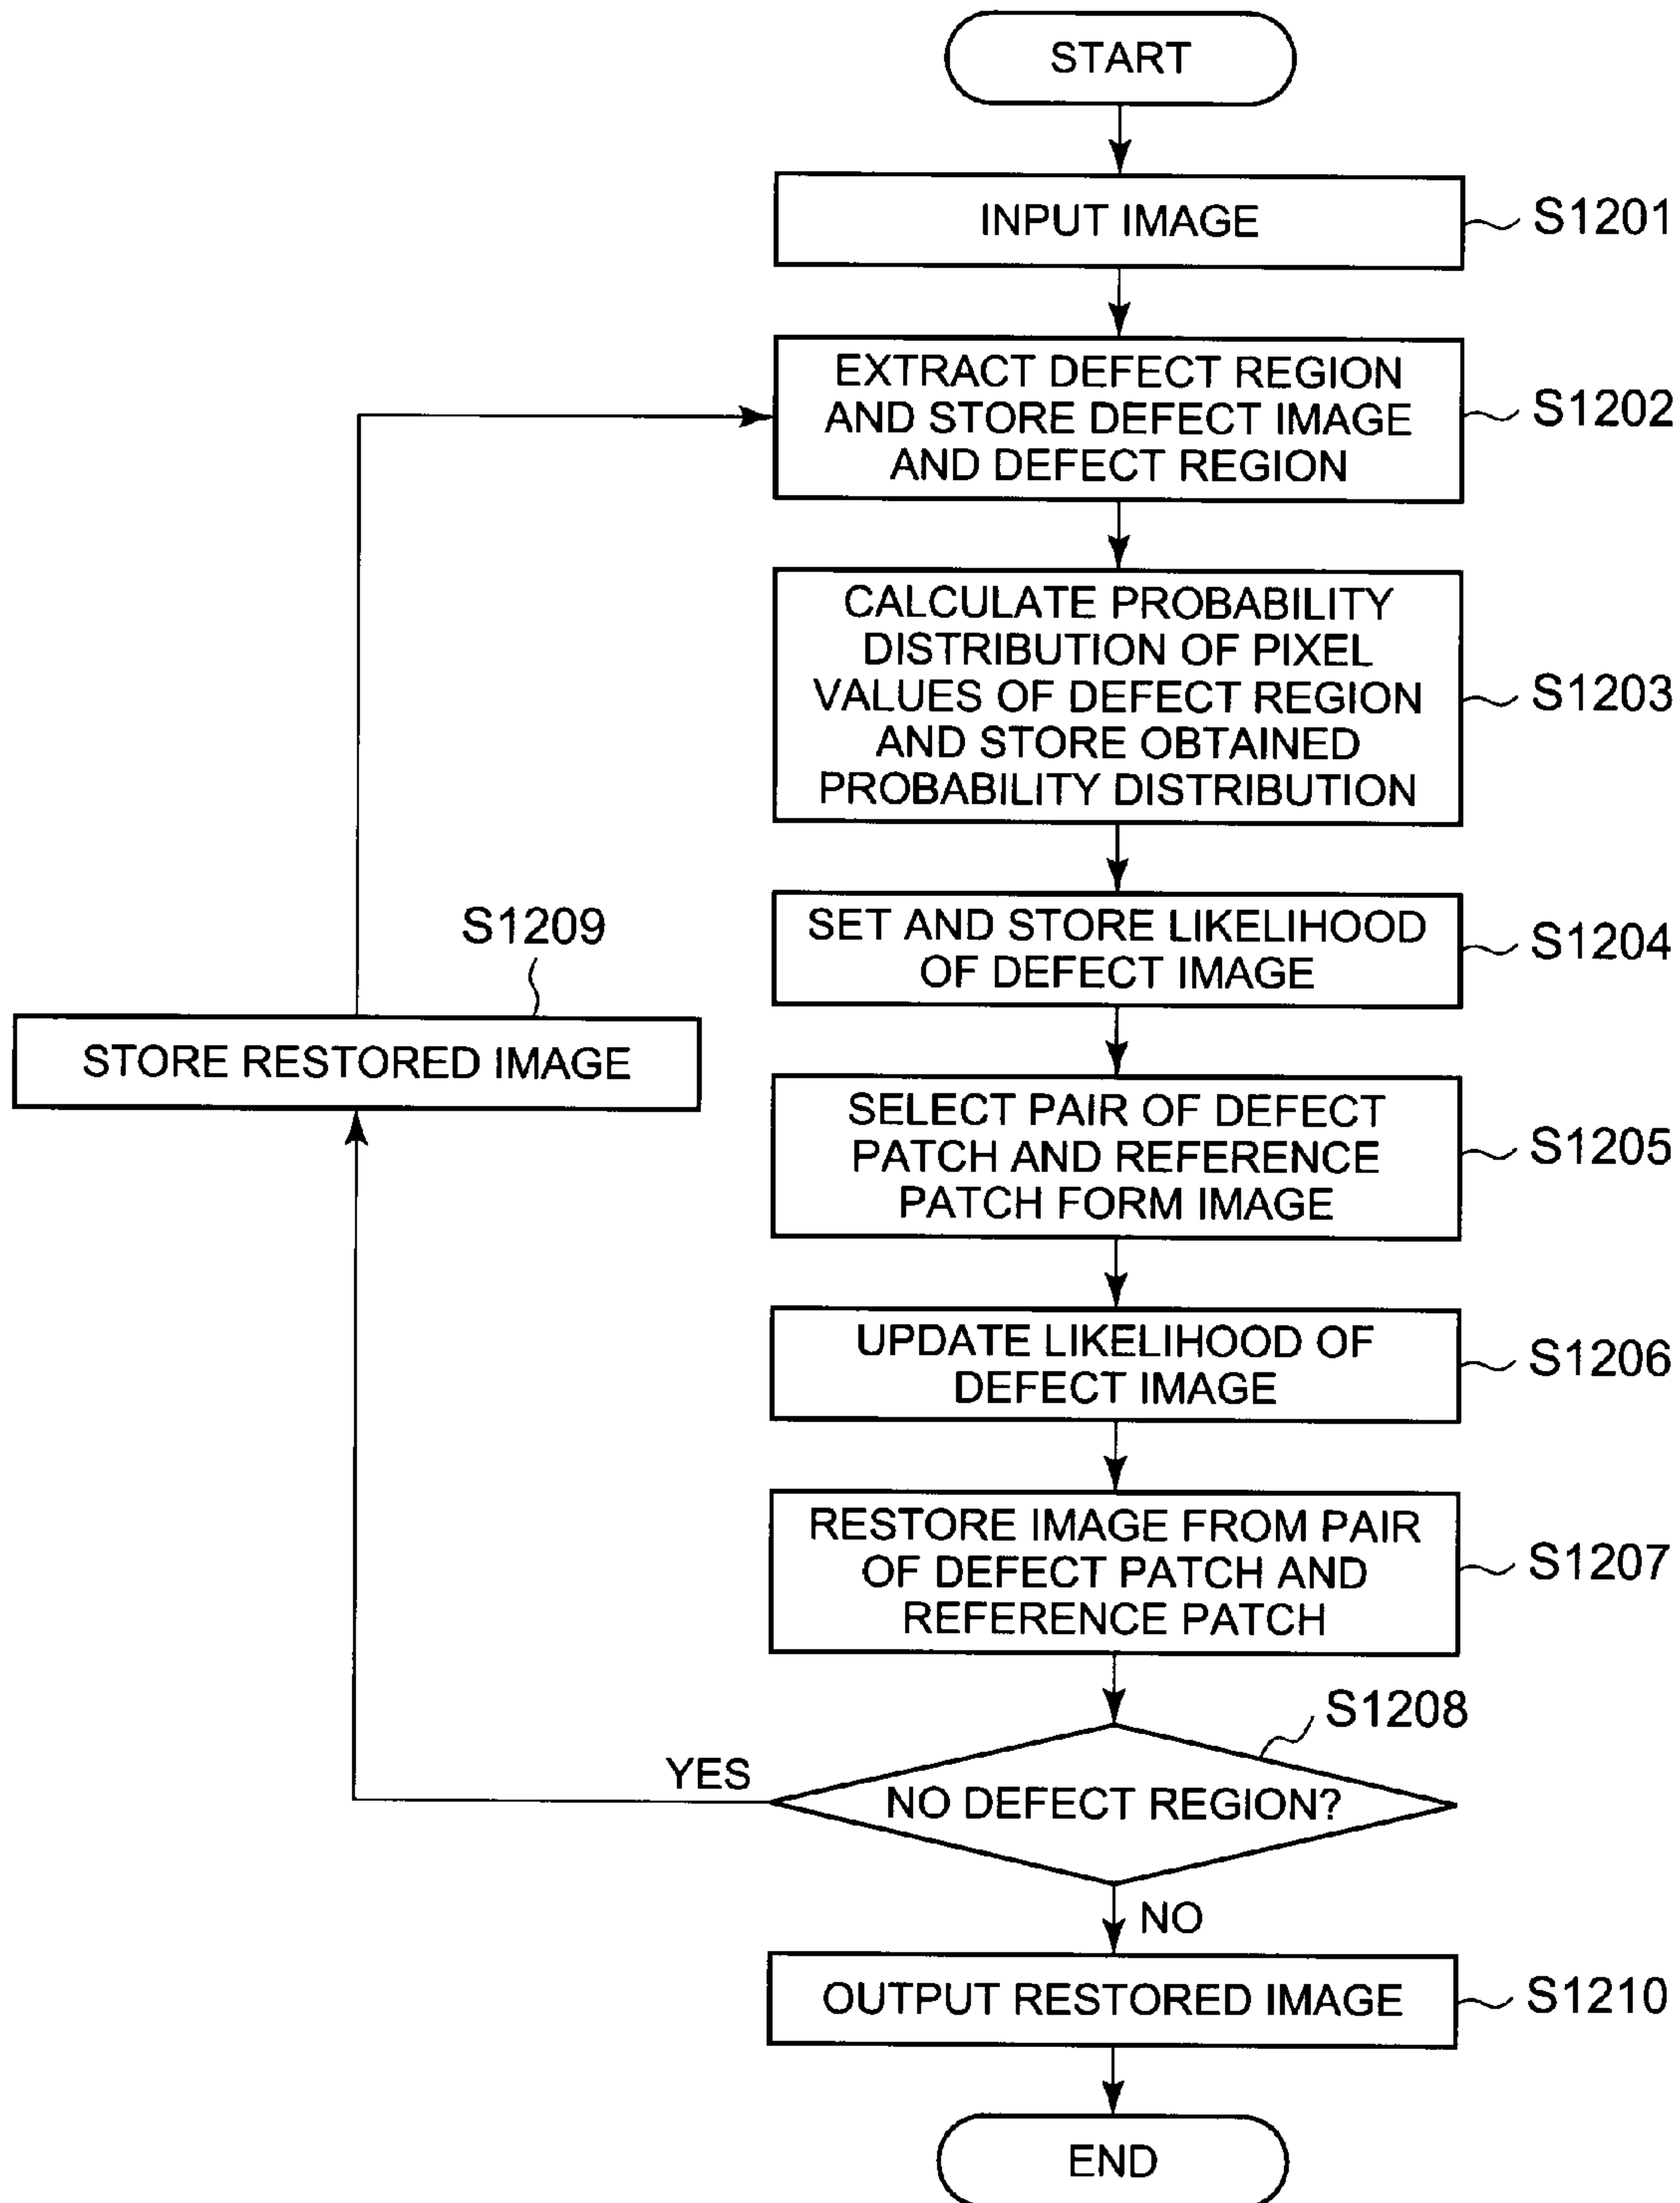 START
INPUT IMAGE
S1201
EXTRACT DEFECT REGION
AND STORE DEFECT IMAGE
AND DEFECT REGION
S1202
CALCULATE PROBABILITY
DISTRIBUTION OF PIXEL
VALUES OF DEFECT REGION
AND STORE OBTAINED
PROBABILITY DISTRIBUTION
S1203
SET AND STORE LIKELIHOOD
OF DEFECT IMAGE
S1204
S1209
STORE RESTORED IMAGE
SELECT PAIR OF DEFECT
PATCH AND REFERENCE
PATCH FORM IMAGE
S1205
UPDATE LIKELIHOOD OF
DEFECT IMAGE
S1206
RESTORE IMAGE FROM PAIR
OF DEFECT PATCH AND
REFERENCE PATCH
S1207
S1208
YES
NO DEFECT REGION?
NO
OUTPUT RESTORED IMAGE
S1210
END